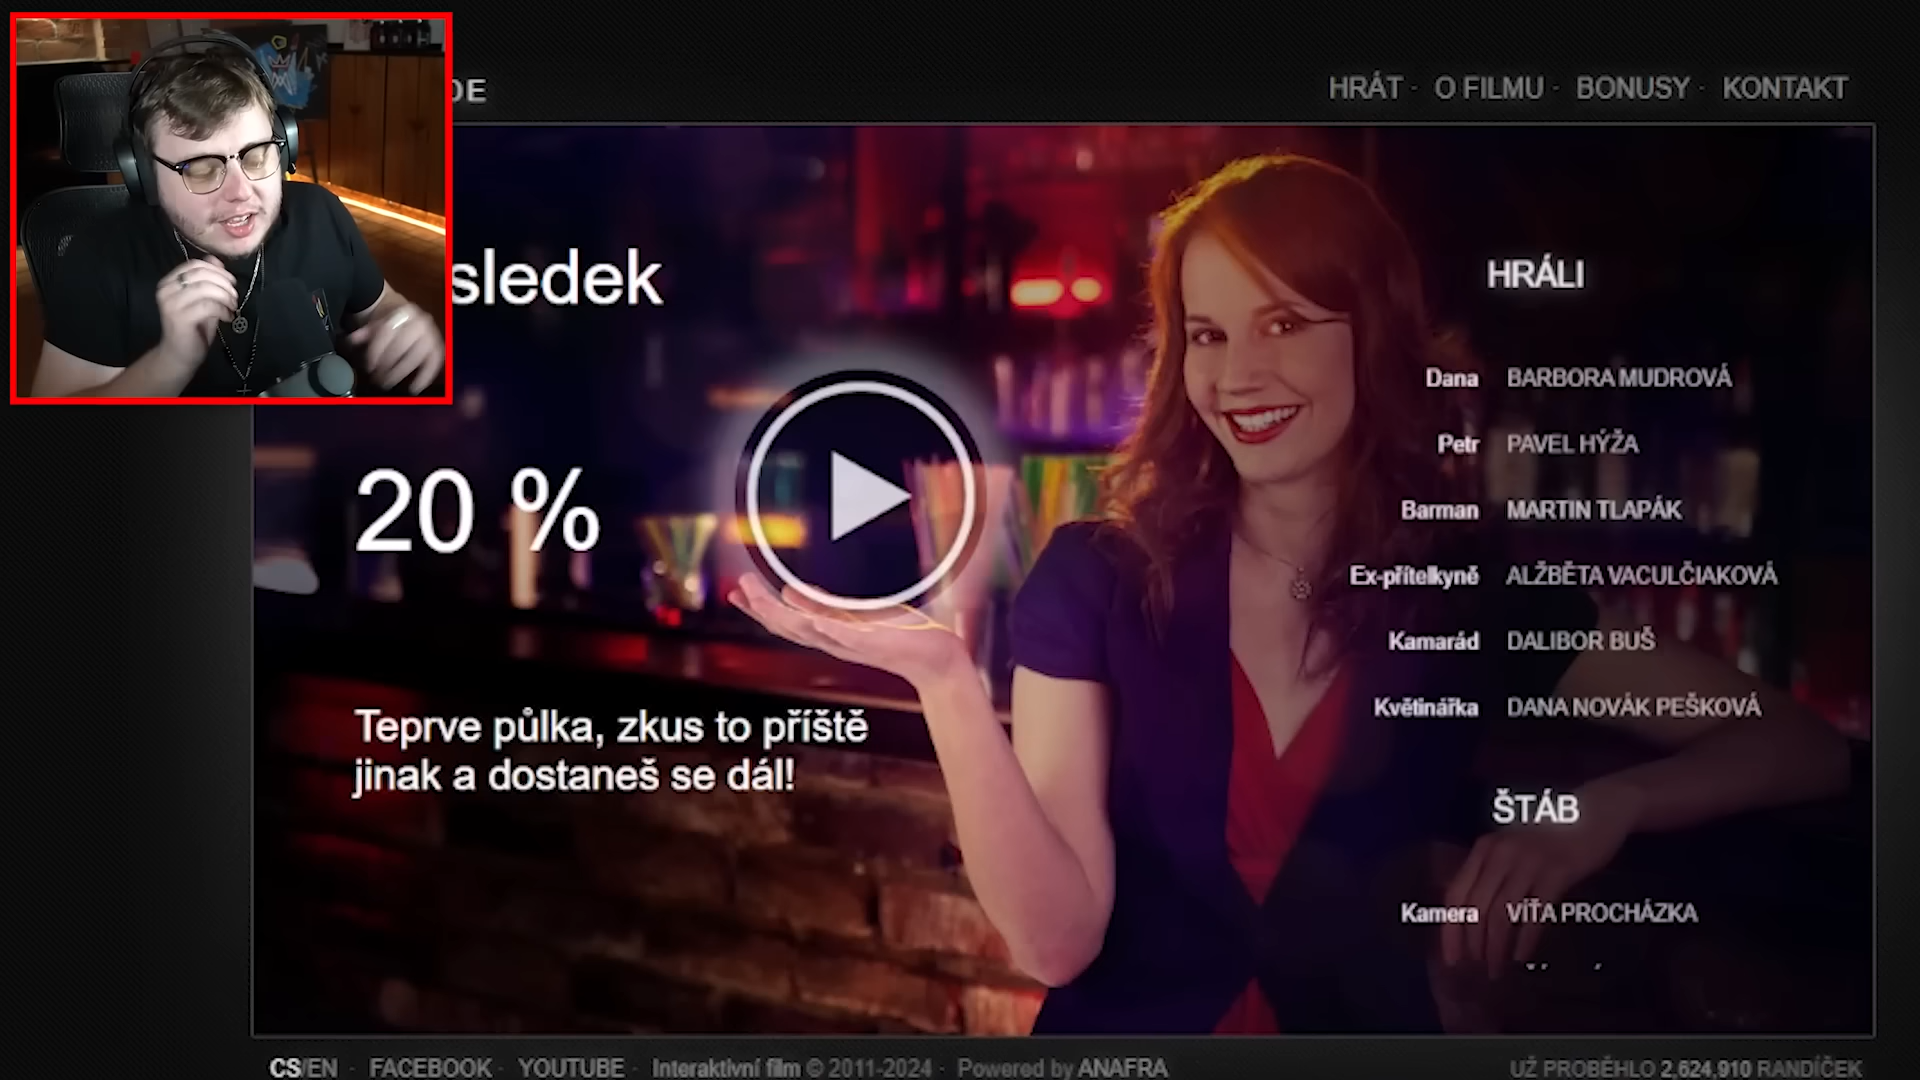 DE
HRÁT · O FILMU · BONUSY · KONTAKT
sledek
20 %
Teprve půlka, zkus to příště
jinak a dostaneš se dál!
HRÁLI
Dana BARBORA MUDROVÁ
Petr PAVEL HÝŽA
Barman MARTIN TLAPÁK
Ex-přítelkyně ALŽBĚTA VACULČIAKOVÁ
Kamarád DALIBOR BUŠ
Květinářka DANA NOVÁK PEŠKOVÁ
ŠTÁB
Kamera VÍŤA PROCHÁZKA
CS/EN · FACEBOOK · YOUTUBE · Interaktivní film © 2011-2024 · Powered by ANAFRA
UŽ PROBĚHLO 2,624,910 RANDÍČEK